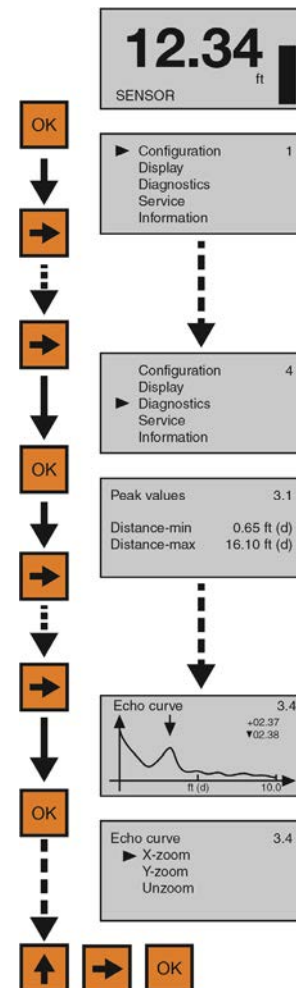 12.34
ft
SENSOR
OK
Configuration 1
Display
Diagnostics
Service
Information
Configuration 4
Display
Diagnostics
Service
Information
OK
Peak values 3.1
Distance-min 0.65 ft (d)
Distance-max 16.10 ft (d)
Echo curve 3.4
+02.37
▼02.38
ft (d) 10.0
OK
Echo curve 3.4
X-zoom
Y-zoom
Unzoom
OK